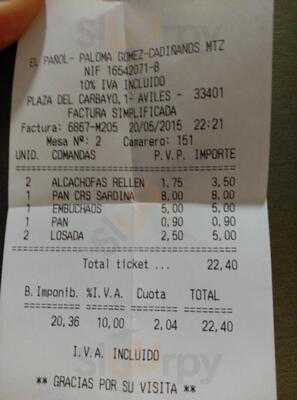 EL PAÑOL- PALOMA GOMEZ-CADIÑANOS MTZ
NIF 16542071-B
10% IVA INCLUIDO
PLAZA DEL CARBAYO,1- AVILES - 33401
FACTURA SIMPLIFICADA
Factura: 6867-M205 20/05/2015 22:21
Mesa Nº: 2 Camarero: 151
UNID. COMANDAS P.V.P. IMPORTE
2 ALCACHOFAS RELLEN 1,75 3,50
1 PAN CRS SARDINA 8,00 8,00
1 EMBUCHAOS 5,00 5,00
1 PAN 0,90 0,90
2 LOSADA 2,50 5,00
Total ticket ... 22,40
B.Imponib. %I.V.A. Cuota TOTAL
20,36 10,00 2,04 22,40
I.V.A INCLUIDO
** GRACIAS POR SU VISITA **